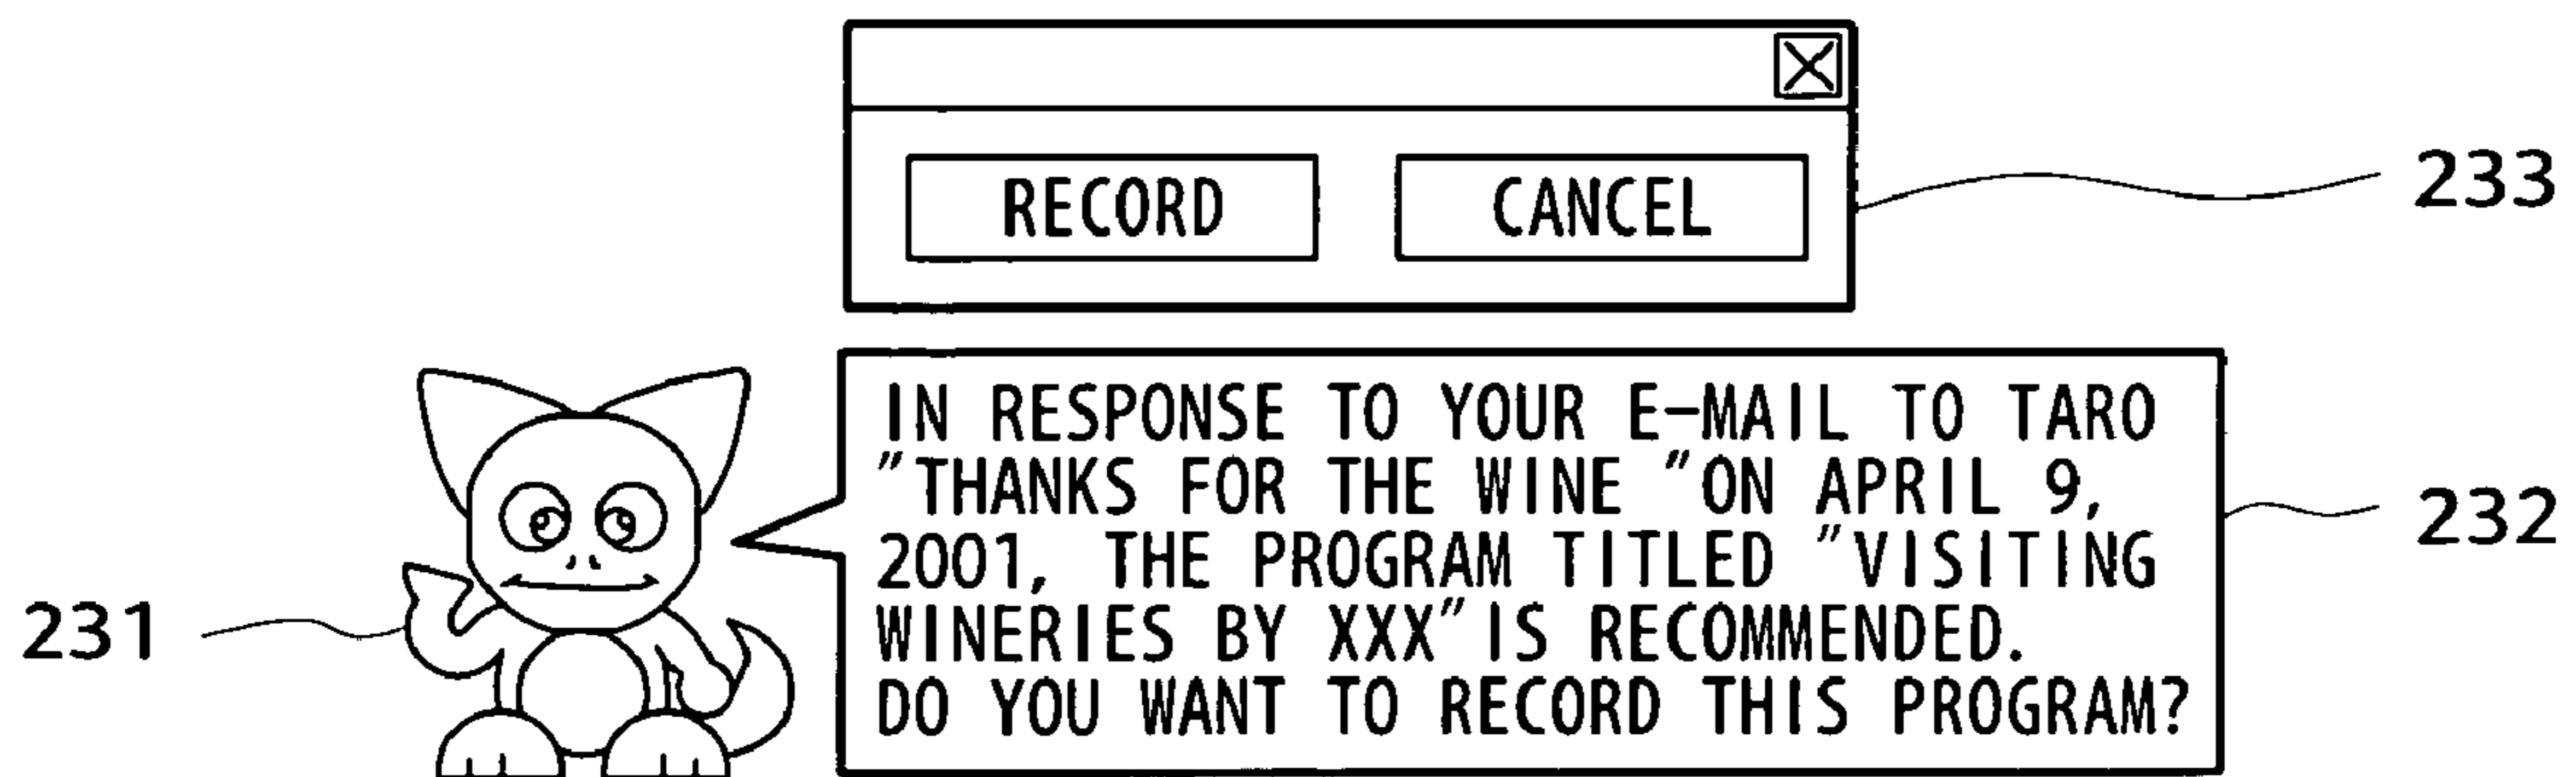 RECORD CANCEL
233
IN RESPONSE TO YOUR E-MAIL TO TARO
"THANKS FOR THE WINE "ON APRIL 9,
2001, THE PROGRAM TITLED "VISITING
WINERIES BY XXX" IS RECOMMENDED.
DO YOU WANT TO RECORD THIS PROGRAM?
232
231